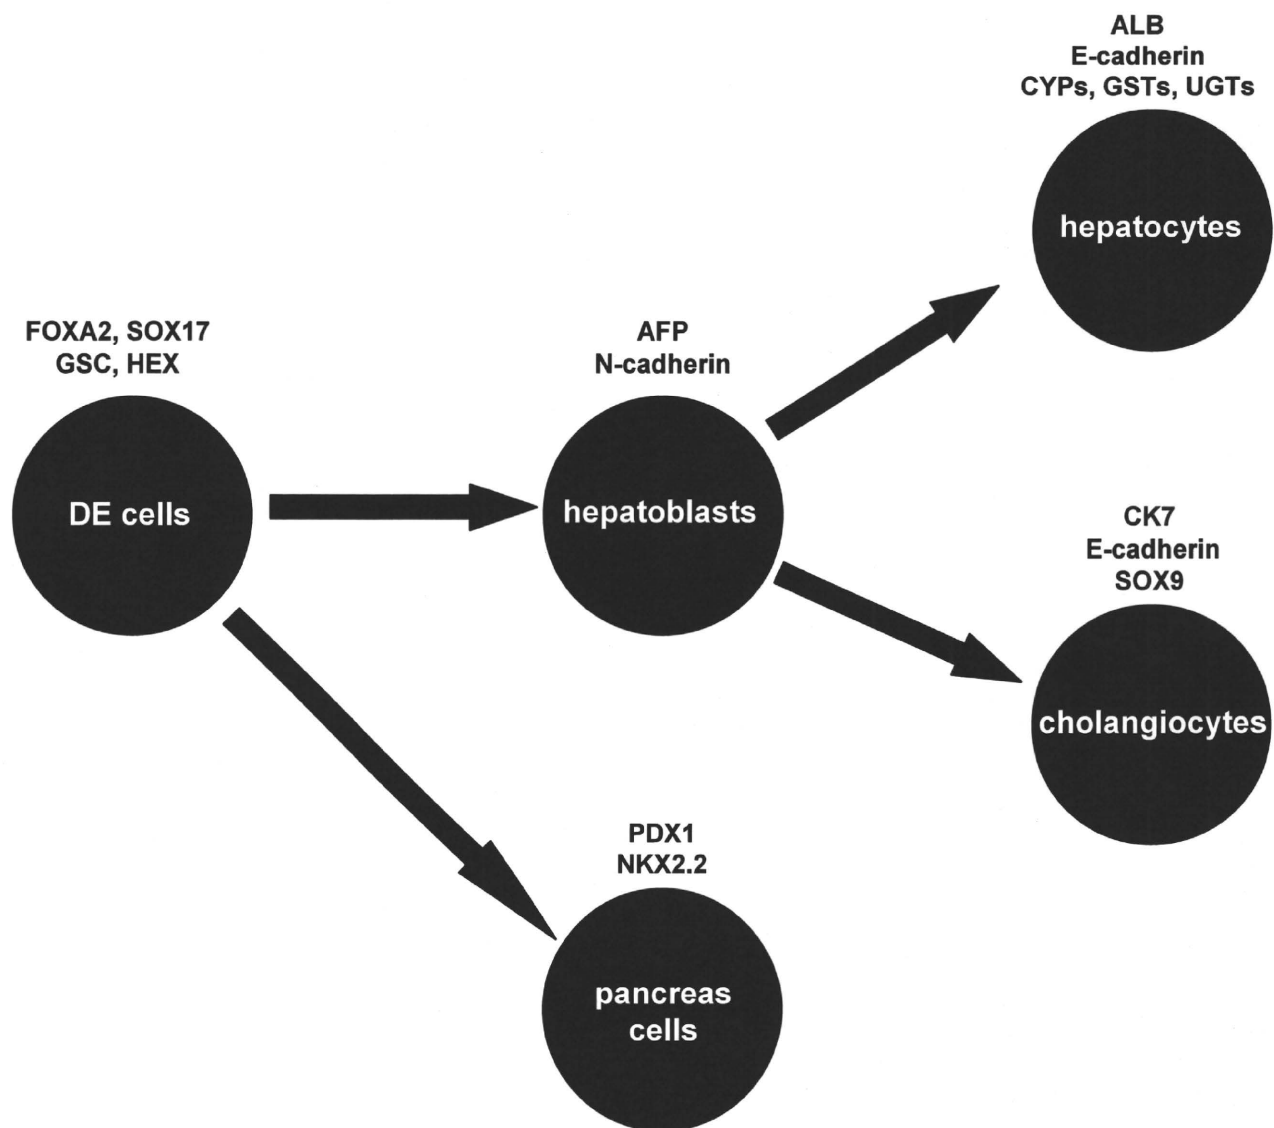 FOXA2, SOX17
GSC, HEX
DE cells
AFP
N-cadherin
hepatoblasts
ALB
E-cadherin
CYPs, GSTs, UGTs
hepatocytes
CK7
E-cadherin
SOX9
cholangiocytes
PDX1
NKX2.2
pancreas
cells